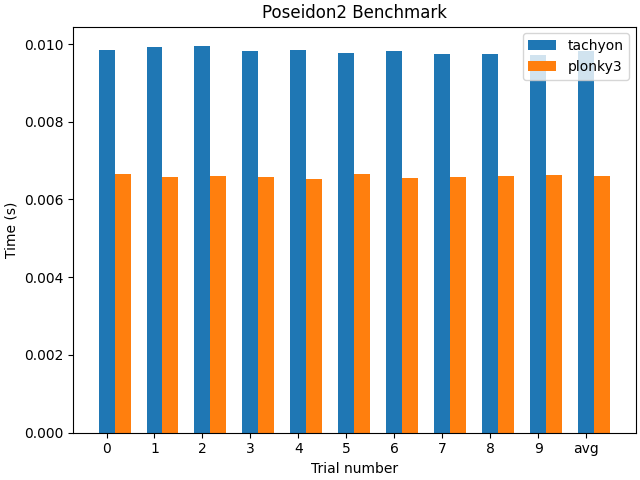 Poseidon2 Benchmark
tachyon
plonky3
Time (s)
0.010
0.008
0.006
0.004
0.002
0.000
0 1 2 3 4 5 6 7 8 9 avg
Trial number